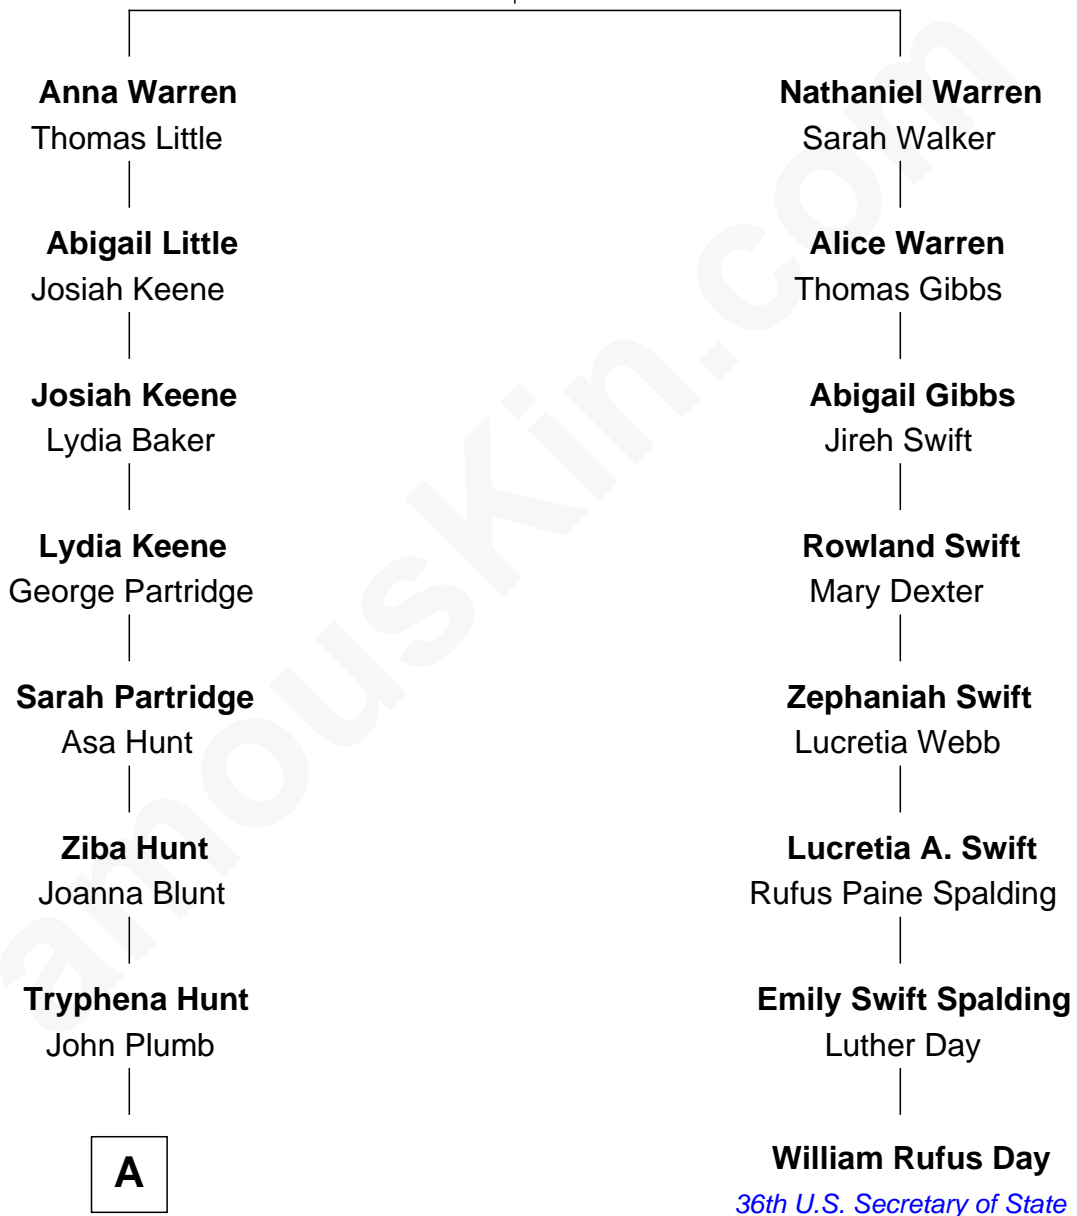 Anna Warren
Thomas Little
Nathaniel Warren
Sarah Walker
Abigail Little
Josiah Keene
Alice Warren
Thomas Gibbs
Josiah Keene
Lydia Baker
Abigail Gibbs
Jireh Swift
Lydia Keene
George Partridge
Rowland Swift
Mary Dexter
Sarah Partridge
Asa Hunt
Zephaniah Swift
Lucretia Webb
Ziba Hunt
Joanna Blunt
Lucretia A. Swift
Rufus Paine Spalding
Tryphena Hunt
John Plumb
Emily Swift Spalding
Luther Day
A
William Rufus Day
36th U.S. Secretary of State
amouskin.com